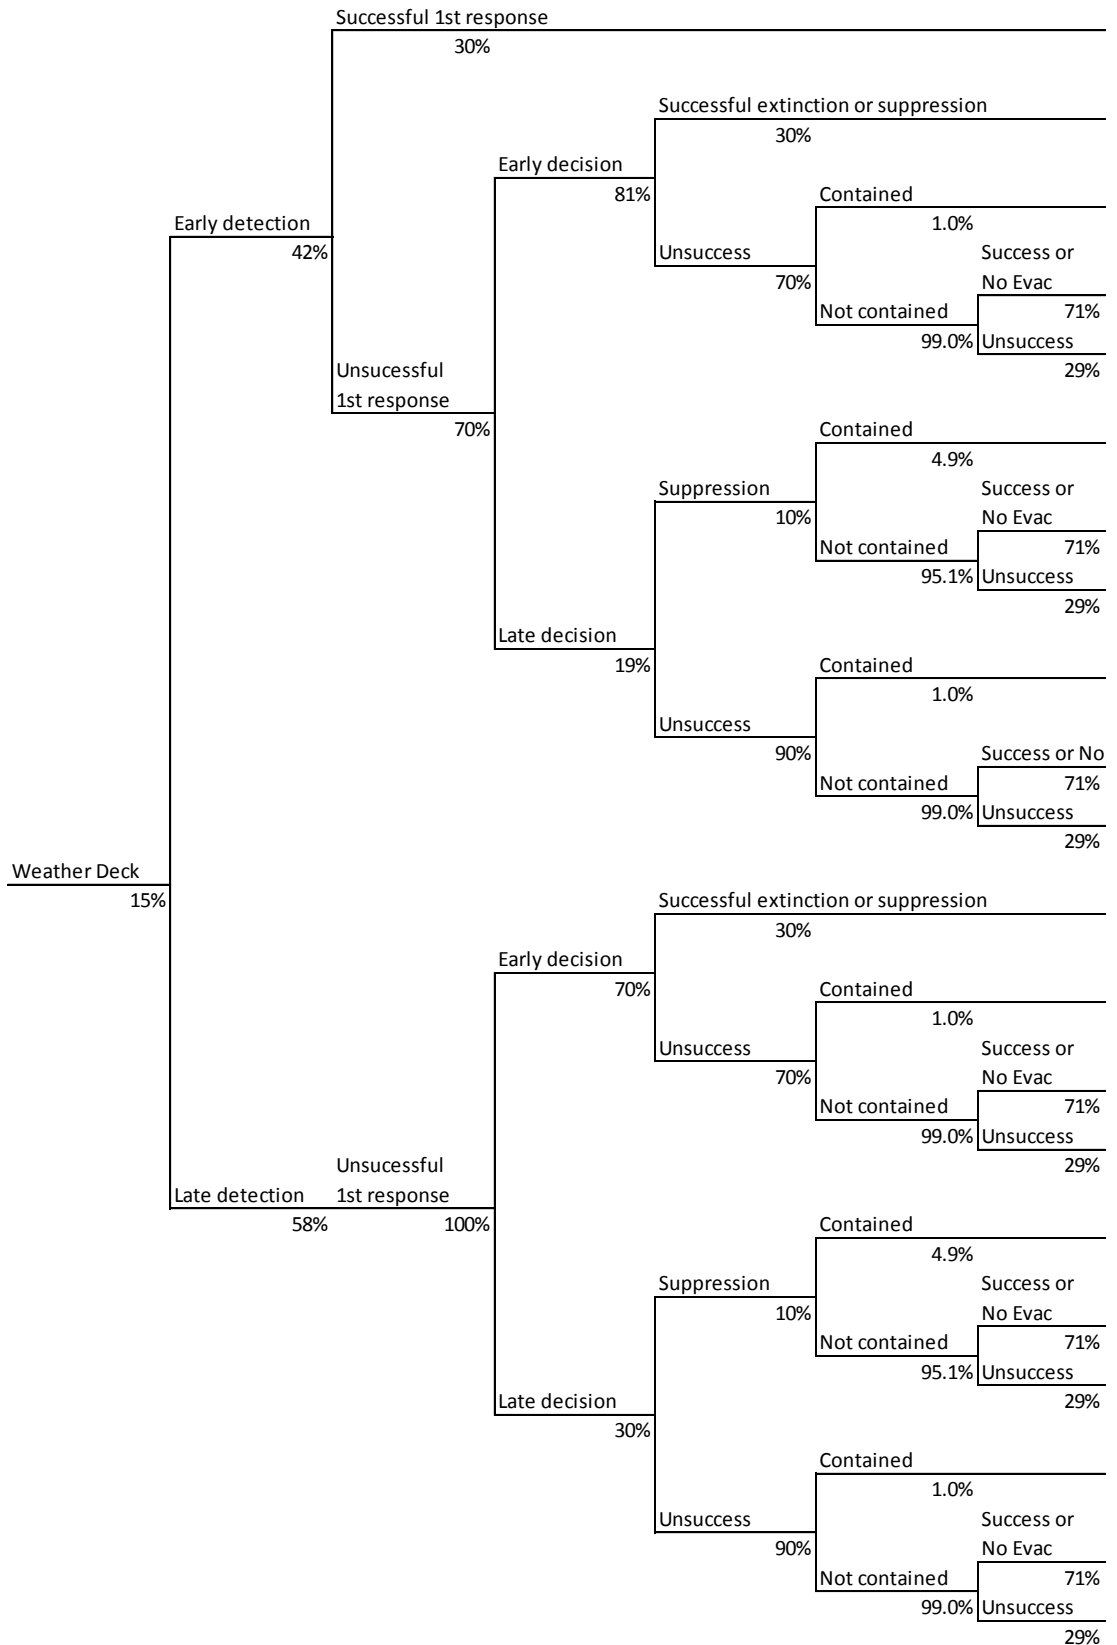 Successful 1st response
30%
Successful extinction or suppression
30%
Early decision
81%
Contained
Early detection
1.0%
42%
Unsuccess
Success or
70%
No Evac
Not contained
71%
99.0%
Unsuccess
Unsucessful
29%
1st response
70%
Contained
4.9%
Suppression
Success or
10%
No Evac
Not contained
71%
95.1%
Unsuccess
29%
Late decision
19%
Contained
1.0%
Unsuccess
90%
Success or No
Not contained
71%
99.0%
Unsuccess
29%
Weather Deck
15%
Successful extinction or suppression
30%
Early decision
70%
Contained
1.0%
Unsuccess
Success or
70%
No Evac
Not contained
71%
99.0%
Unsuccess
29%
Unsucessful
Late detection
1st response
58%
100%
Contained
4.9%
Suppression
Success or
10%
No Evac
Not contained
71%
95.1%
Unsuccess
29%
Late decision
30%
Contained
1.0%
Unsuccess
Success or
90%
No Evac
Not contained
71%
99.0%
Unsuccess
29%